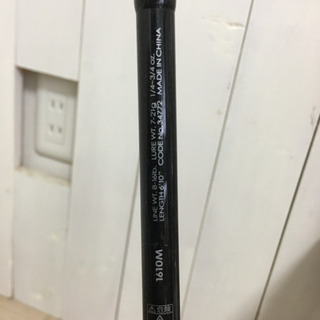 LINE WT. 8-16lb. LURE WT. 7-21g 1/4-3/4 oz.
LENGTH 6'10" CODE No.34772 MADE IN CHINA
1610M